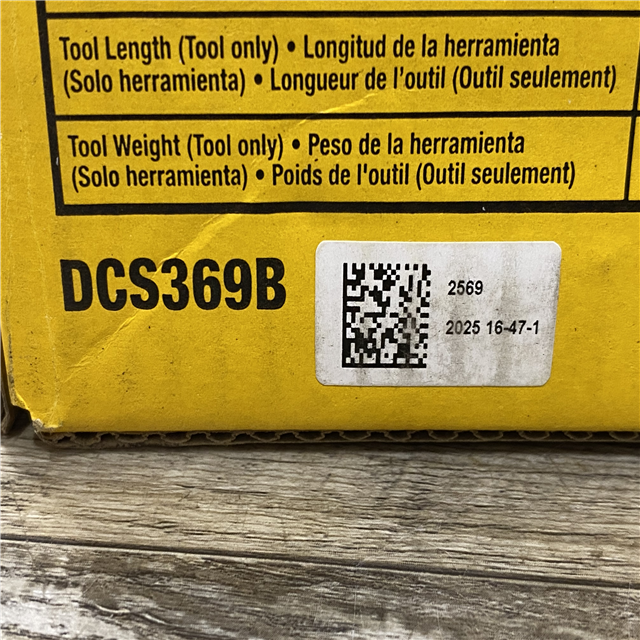 Tool Length (Tool only) • Longitud de la herramienta
(Solo herramienta) • Longueur de l'outil (Outil seulement)
Tool Weight (Tool only) • Peso de la herramienta
(Solo herramienta) • Poids de l'outil (Outil seulement)
DCS369B
2569
2025 16-47-1